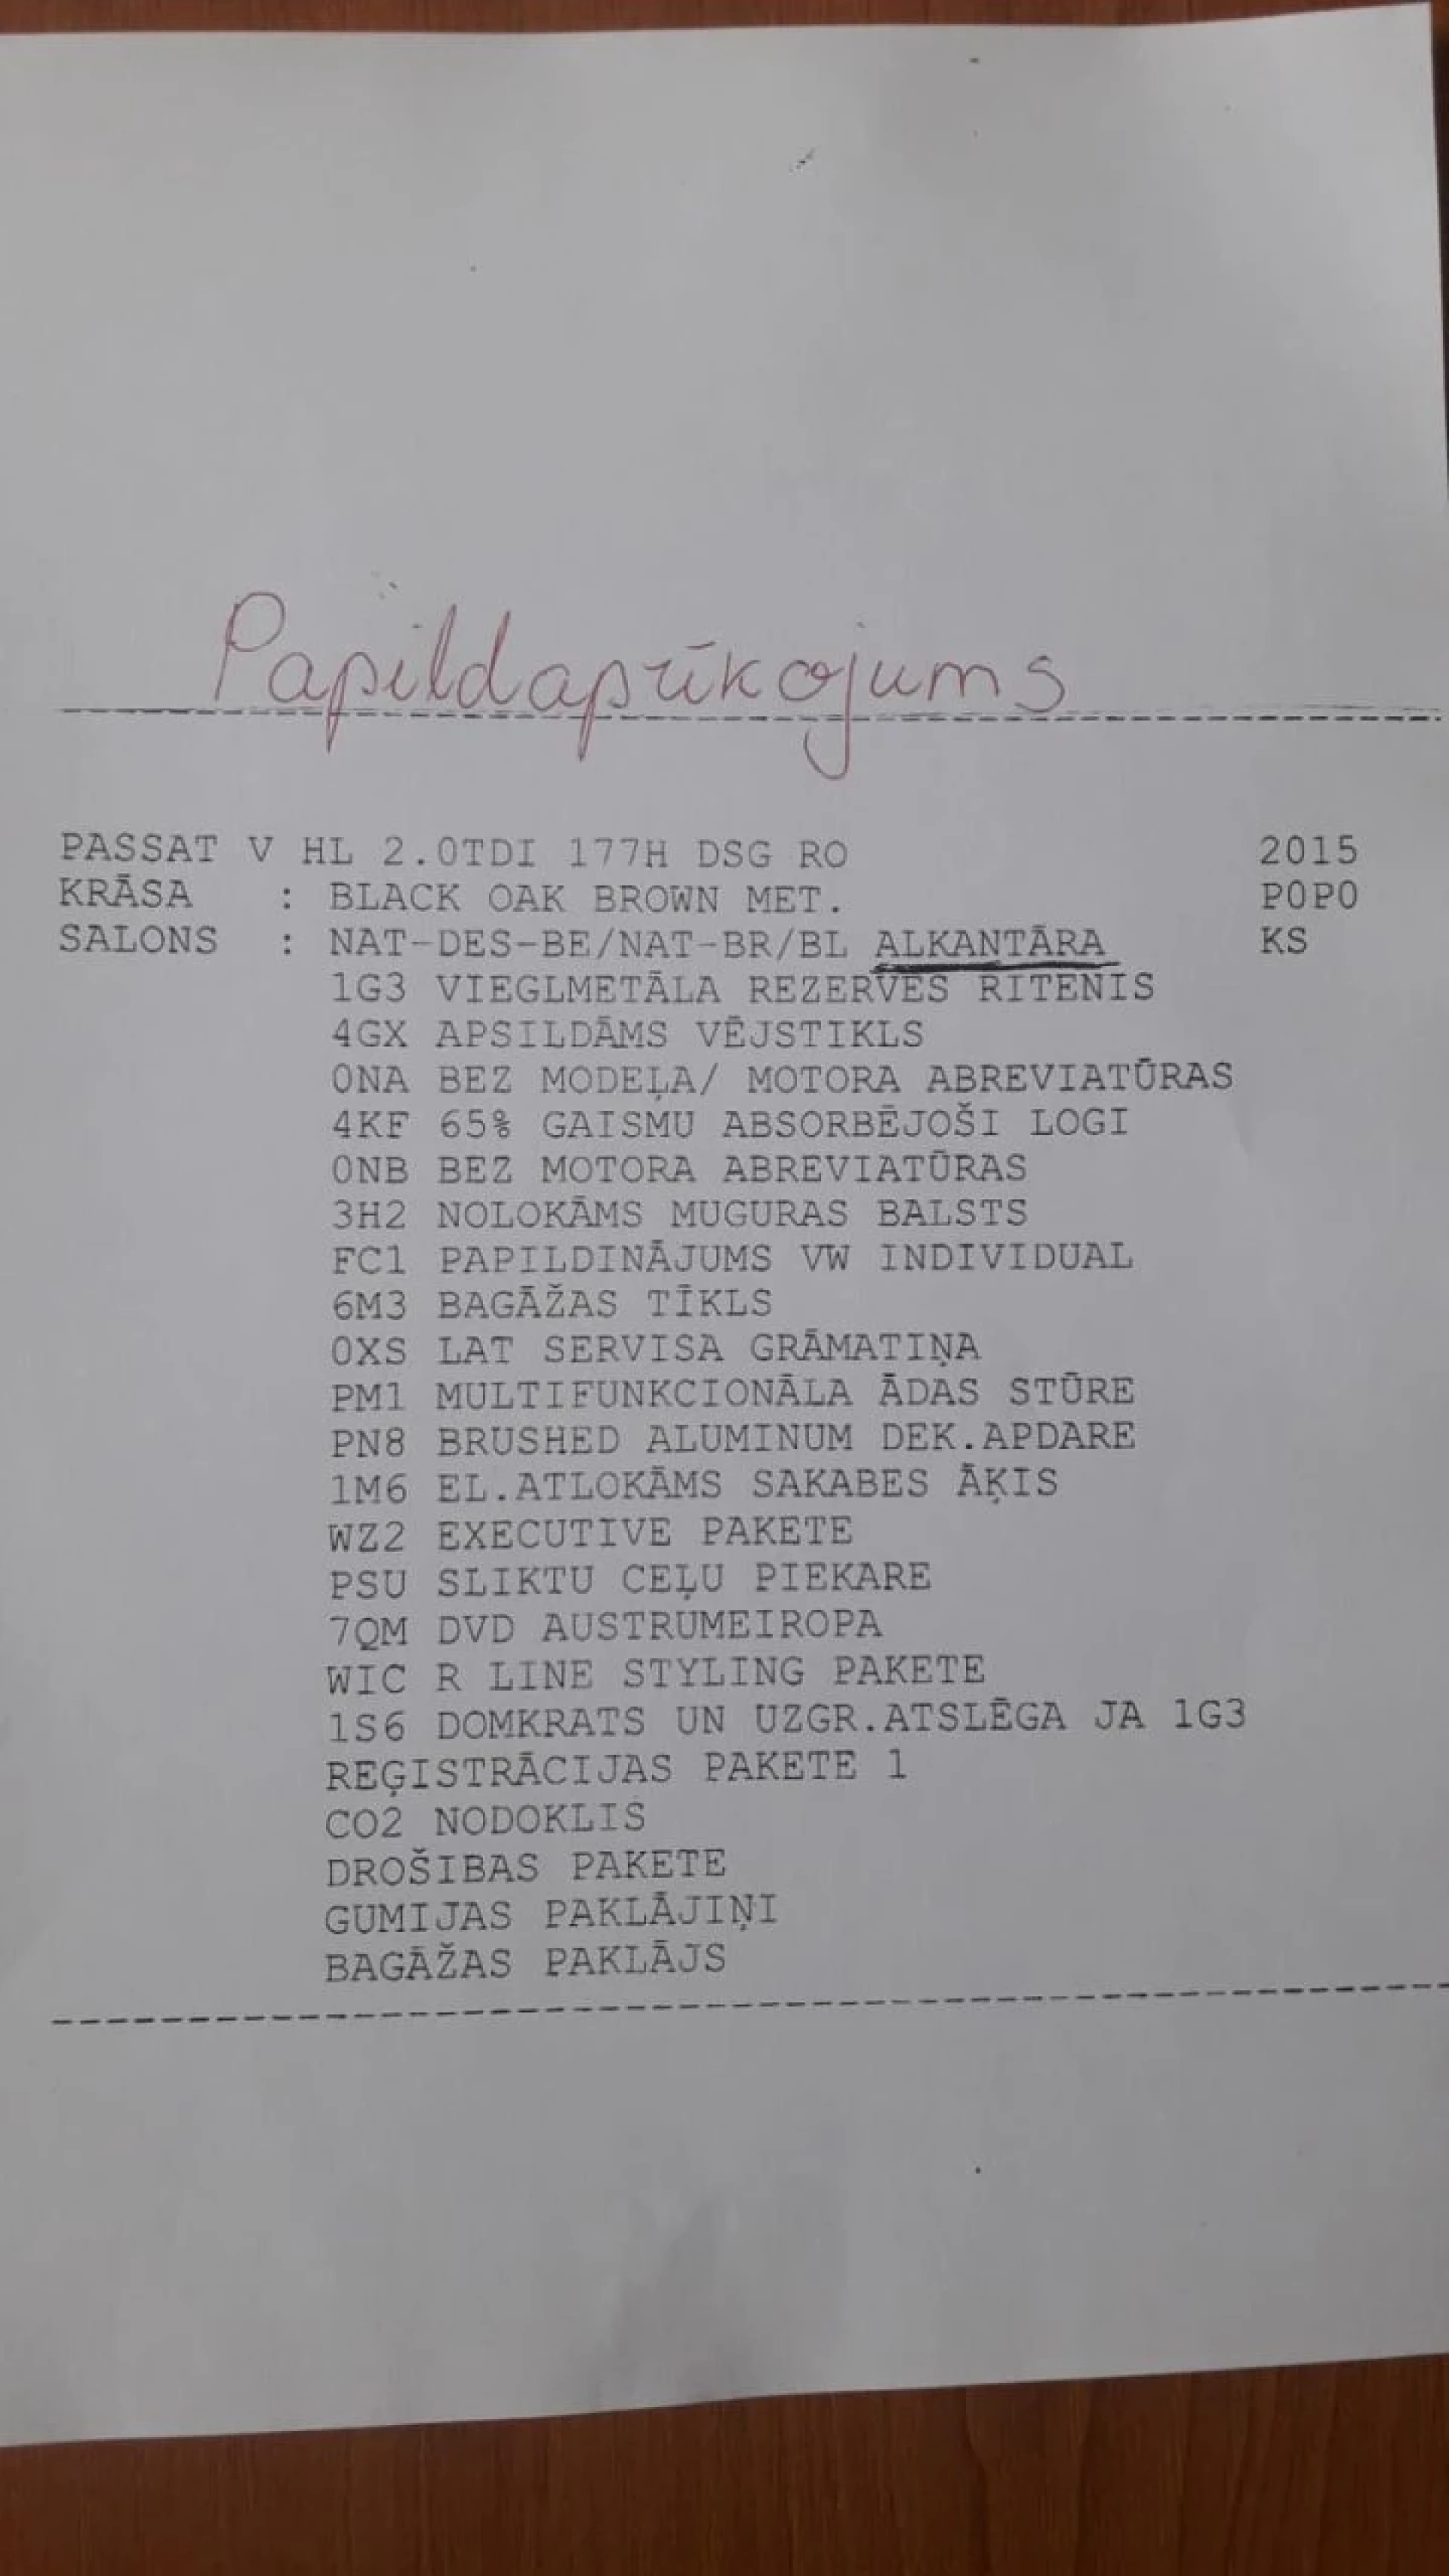 Papildaprīkojums
PASSAT V HL 2.0TDI 177H DSG RO 2015
KRĀSA : BLACK OAK BROWN MET. P0P0
SALONS : NAT-DES-BE/NAT-BR/BL ALKANTĀRA KS
1G3 VIEGLMETĀLA REZERVES RITENIS
4GX APSILDĀMS VĒJSTIKLS
0NA BEZ MODEĻA/ MOTORA ABREVIATŪRAS
4KF 65% GAISMU ABSORBĒJOŠI LOGI
0NB BEZ MOTORA ABREVIATŪRAS
3H2 NOLOKĀMS MUGURAS BALSTS
FC1 PAPILDINĀJUMS VW INDIVIDUAL
6M3 BAGĀŽAS TĪKLS
0XS LAT SERVISA GRĀMATIŅA
PM1 MULTIFUNKCIONĀLA ĀDAS STŪRE
PN8 BRUSHED ALUMINUM DEK.APDARE
1M6 EL.ATLOKĀMS SAKABES ĀĶIS
WZ2 EXECUTIVE PAKETE
PSU SLIKTU CEĻU PIEKARE
7QM DVD AUSTRUMEIROPA
WIC R LINE STYLING PAKETE
1S6 DOMKRATS UN UZGR.ATSLĒGA JA 1G3
REĢISTRĀCIJAS PAKETE 1
CO2 NODOKLIS
DROŠIBAS PAKETE
GUMIJAS PAKLĀJIŅI
BAGĀŽAS PAKLĀJS